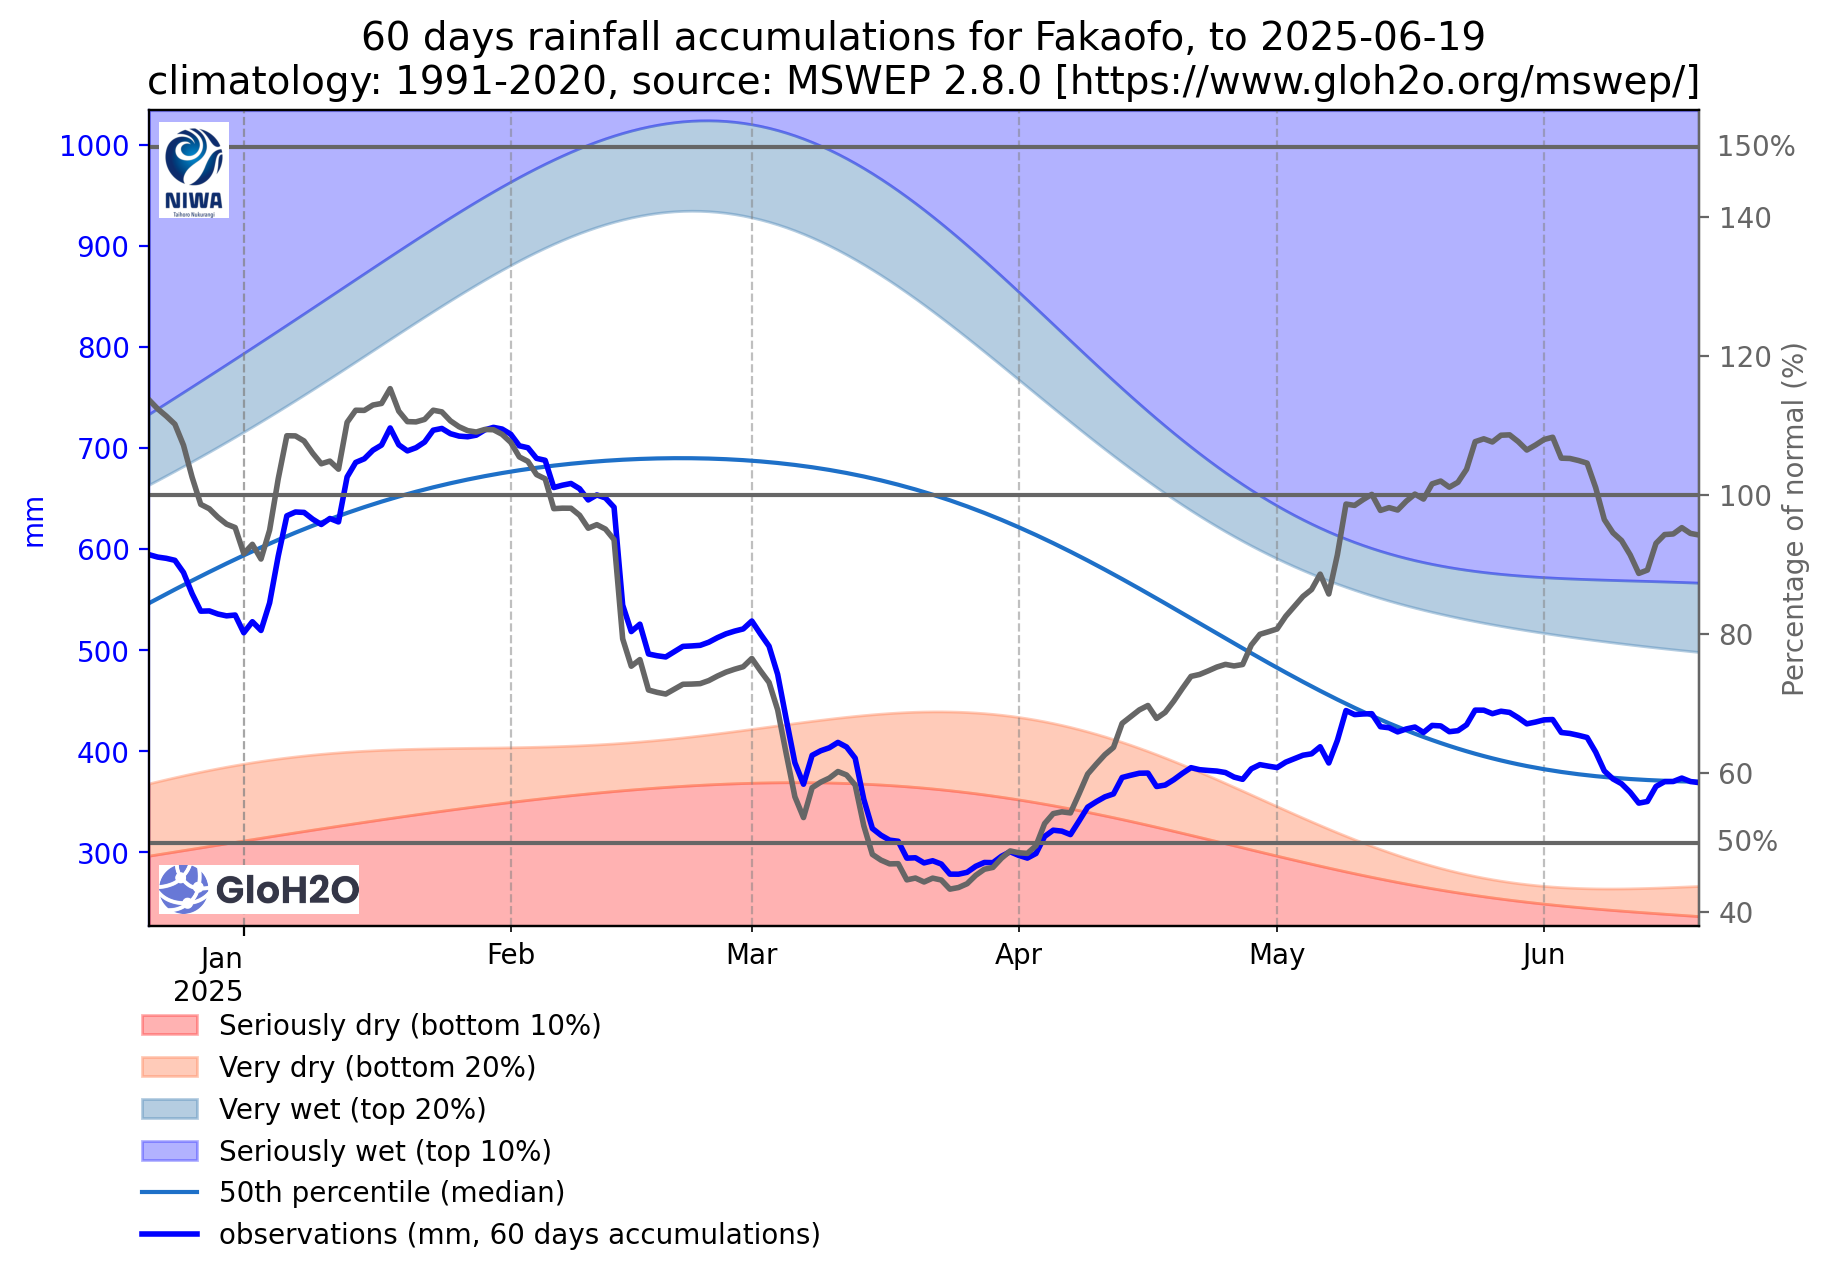 60 days rainfall accumulations for Fakaofo, to 2025-06-19
climatology: 1991-2020, source: MSWEP 2.8.0 [https://www.gloh2o.org/mswep/]
1000
900
800
700
600
500
400
300
mm
150%
140
120
100
80
60
50%
40
Percentage of normal (%)
NIWA
Taihoro Nukurangi
GloH2O
Jan
2025
Feb
Mar
Apr
May
Jun
Seriously dry (bottom 10%)
Very dry (bottom 20%)
Very wet (top 20%)
Seriously wet (top 10%)
50th percentile (median)
observations (mm, 60 days accumulations)